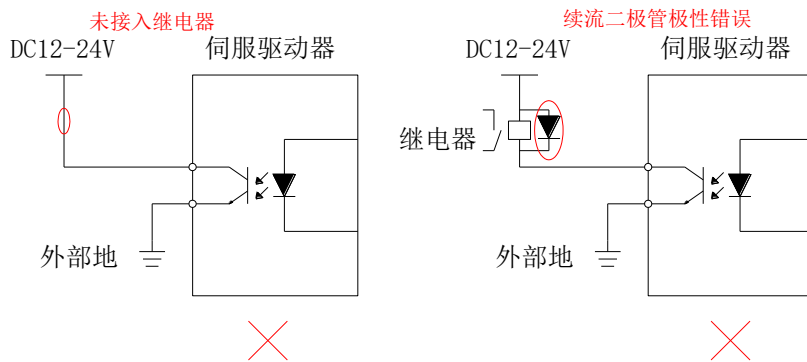 未接入继电器
DC12-24V
伺服驱动器
外部地
续流二极管极性错误
DC12-24V
伺服驱动器
继电器
外部地